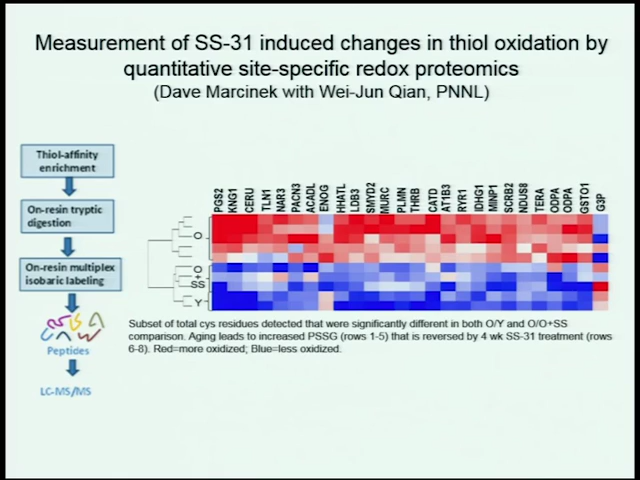 Measurement of SS-31 induced changes in thiol oxidation by
quantitative site-specific redox proteomics
(Dave Marcinek with Wei-Jun Qian, PNNL)
Thiol-affinity
enrichment
On-resin tryptic
digestion
On-resin multiplex
isobaric labeling
Peptides
LC-MS/MS
PGS2
KNG1
CERU
TLN1
NAR3
PACN3
ACADL
ENOG
HHATL
LDB3
SMYD2
MURC
PLMN
THRB
CATD
AT1B3
RYR1
IDHG1
MINP1
SCRB2
NDUS8
TERA
ODPA
ODPA
GSTO1
G3P
O
O
+
SS
Y
Subset of total cys residues detected that were significantly different in both O/Y and O/O+SS
comparison. Aging leads to increased PSSG (rows 1-5) that is reversed by 4 wk SS-31 treatment (rows
6-8). Red=more oxidized; Blue=less oxidized.